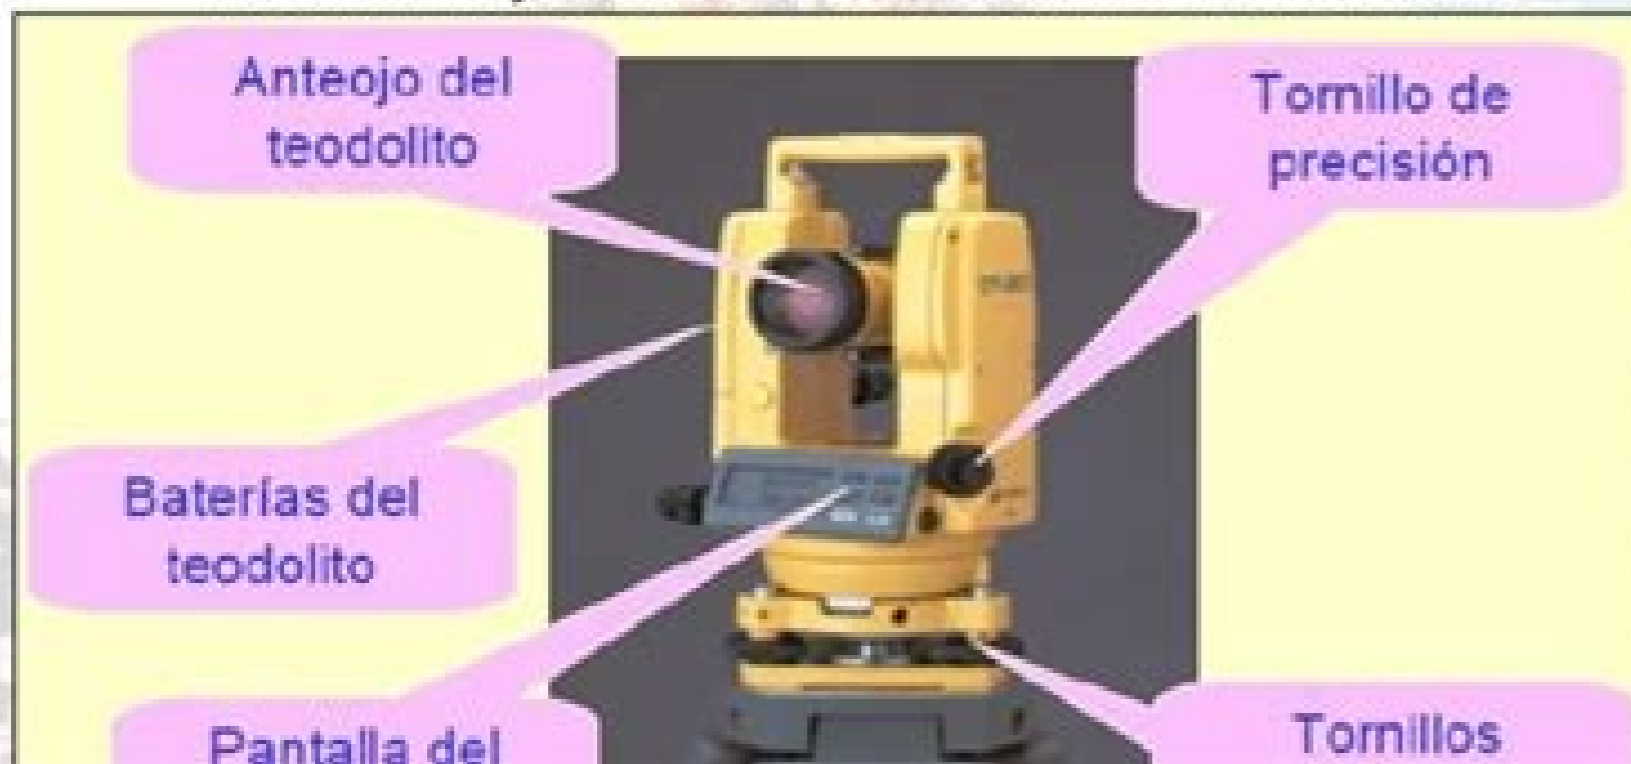 Anteojo del
teodolito
Tornillo de
precisión
Baterías del
teodolito
Pantalla del
Tornillos